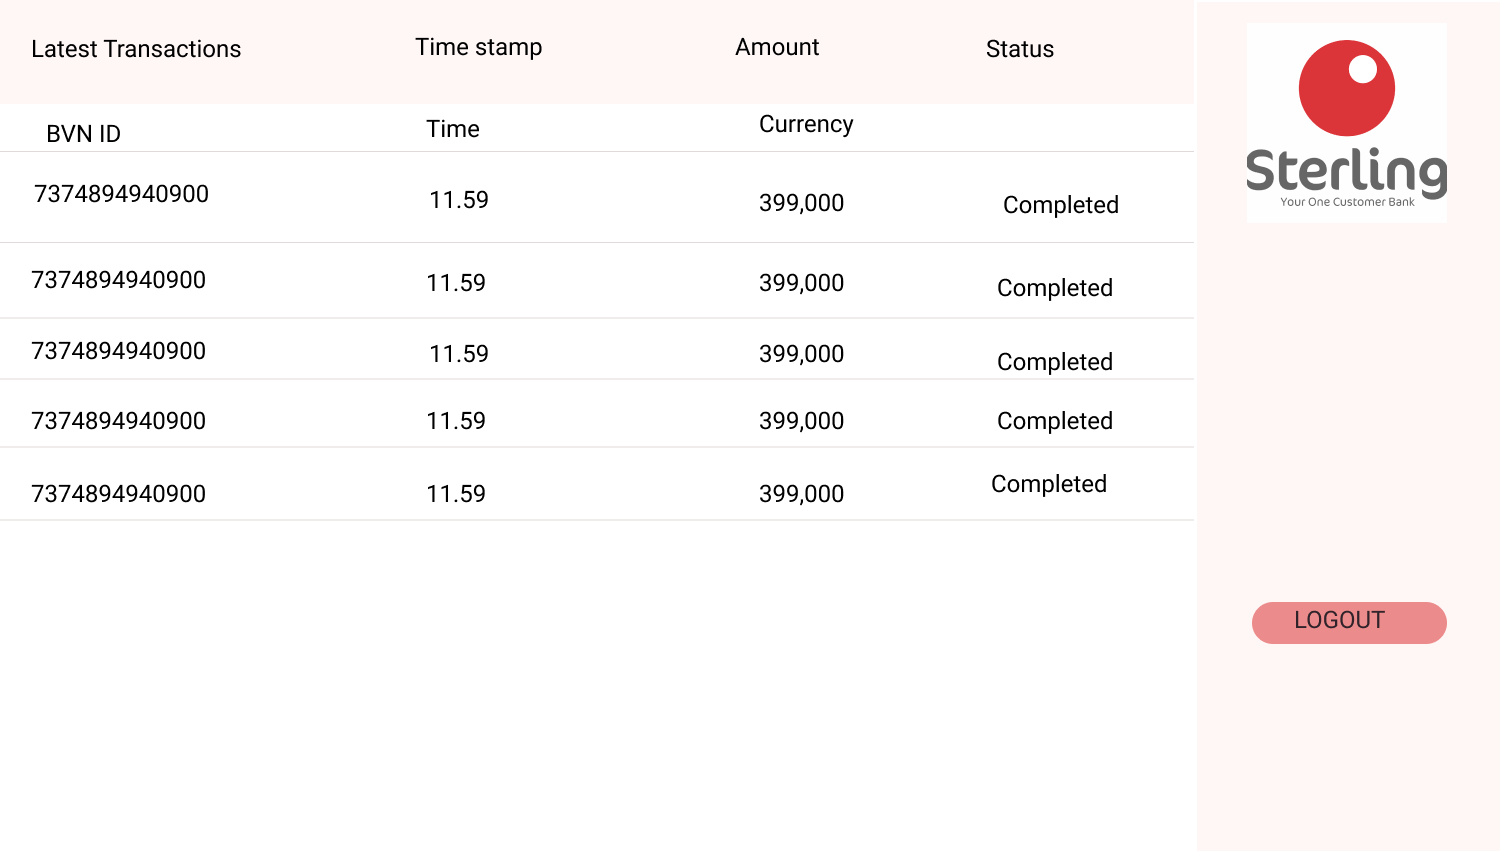 Latest Transactions Time stamp Amount Status
BVN ID Time Currency
7374894940900 11.59 399,000 Completed
7374894940900 11.59 399,000 Completed
7374894940900 11.59 399,000 Completed
7374894940900 11.59 399,000 Completed
7374894940900 11.59 399,000 Completed
Sterling
Your One Customer Bank
LOGOUT